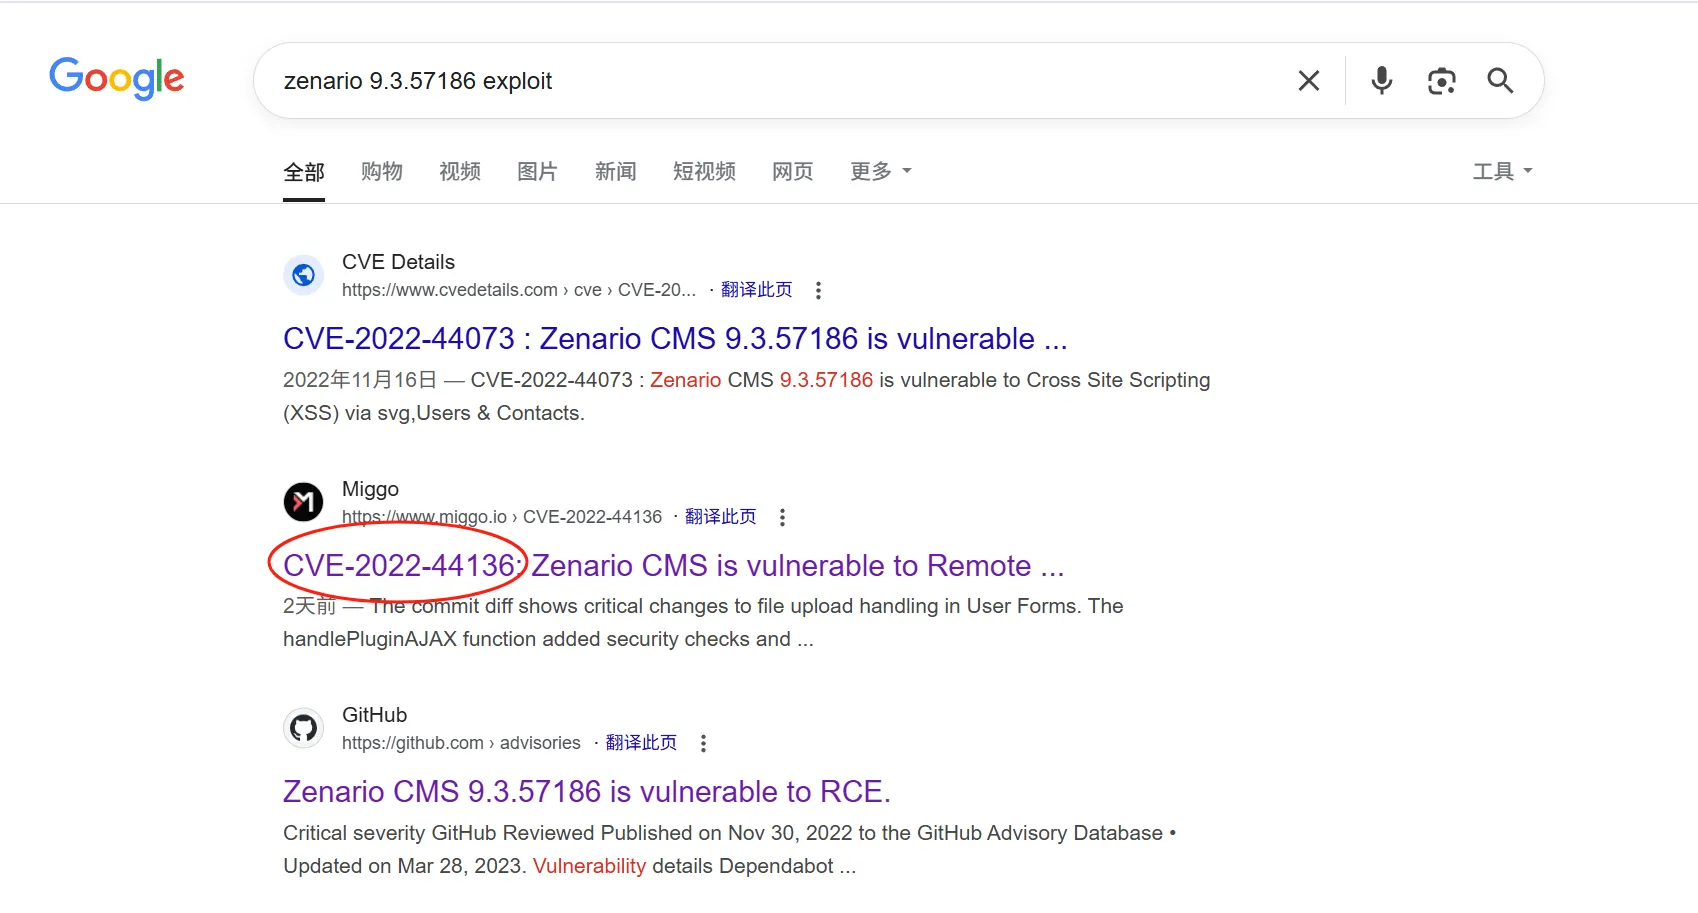 Google
zenario 9.3.57186 exploit
全部 购物 视频 图片 新闻 短视频 网页 更多 工具
CVE Details
https://www.cvedetails.com › cve › CVE-20... · 翻译此页
CVE-2022-44073 : Zenario CMS 9.3.57186 is vulnerable ...
2022年11月16日 — CVE-2022-44073 : Zenario CMS 9.3.57186 is vulnerable to Cross Site Scripting
(XSS) via svg,Users & Contacts.
Miggo
https://www.miggo.io › CVE-2022-44136 · 翻译此页
CVE-2022-44136: Zenario CMS is vulnerable to Remote ...
2天前 — The commit diff shows critical changes to file upload handling in User Forms. The
handlePluginAJAX function added security checks and ...
GitHub
https://github.com › advisories · 翻译此页
Zenario CMS 9.3.57186 is vulnerable to RCE.
Critical severity GitHub Reviewed Published on Nov 30, 2022 to the GitHub Advisory Database •
Updated on Mar 28, 2023. Vulnerability details Dependabot ...